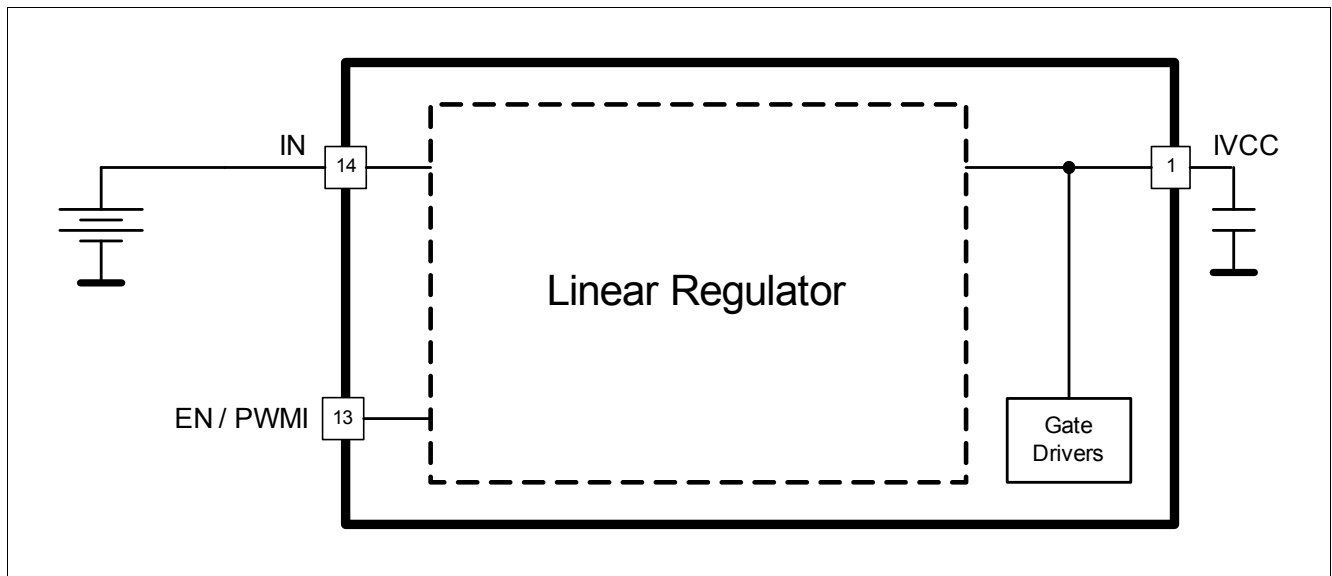 IN
14
1
IVCC
Linear Regulator
EN / PWMI
13
Gate
Drivers